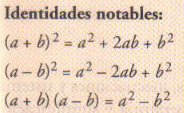 Identidades notables:
(a + b)² = a² + 2ab + b²
(a – b)² = a² – 2ab + b²
(a + b) (a – b) = a² – b²